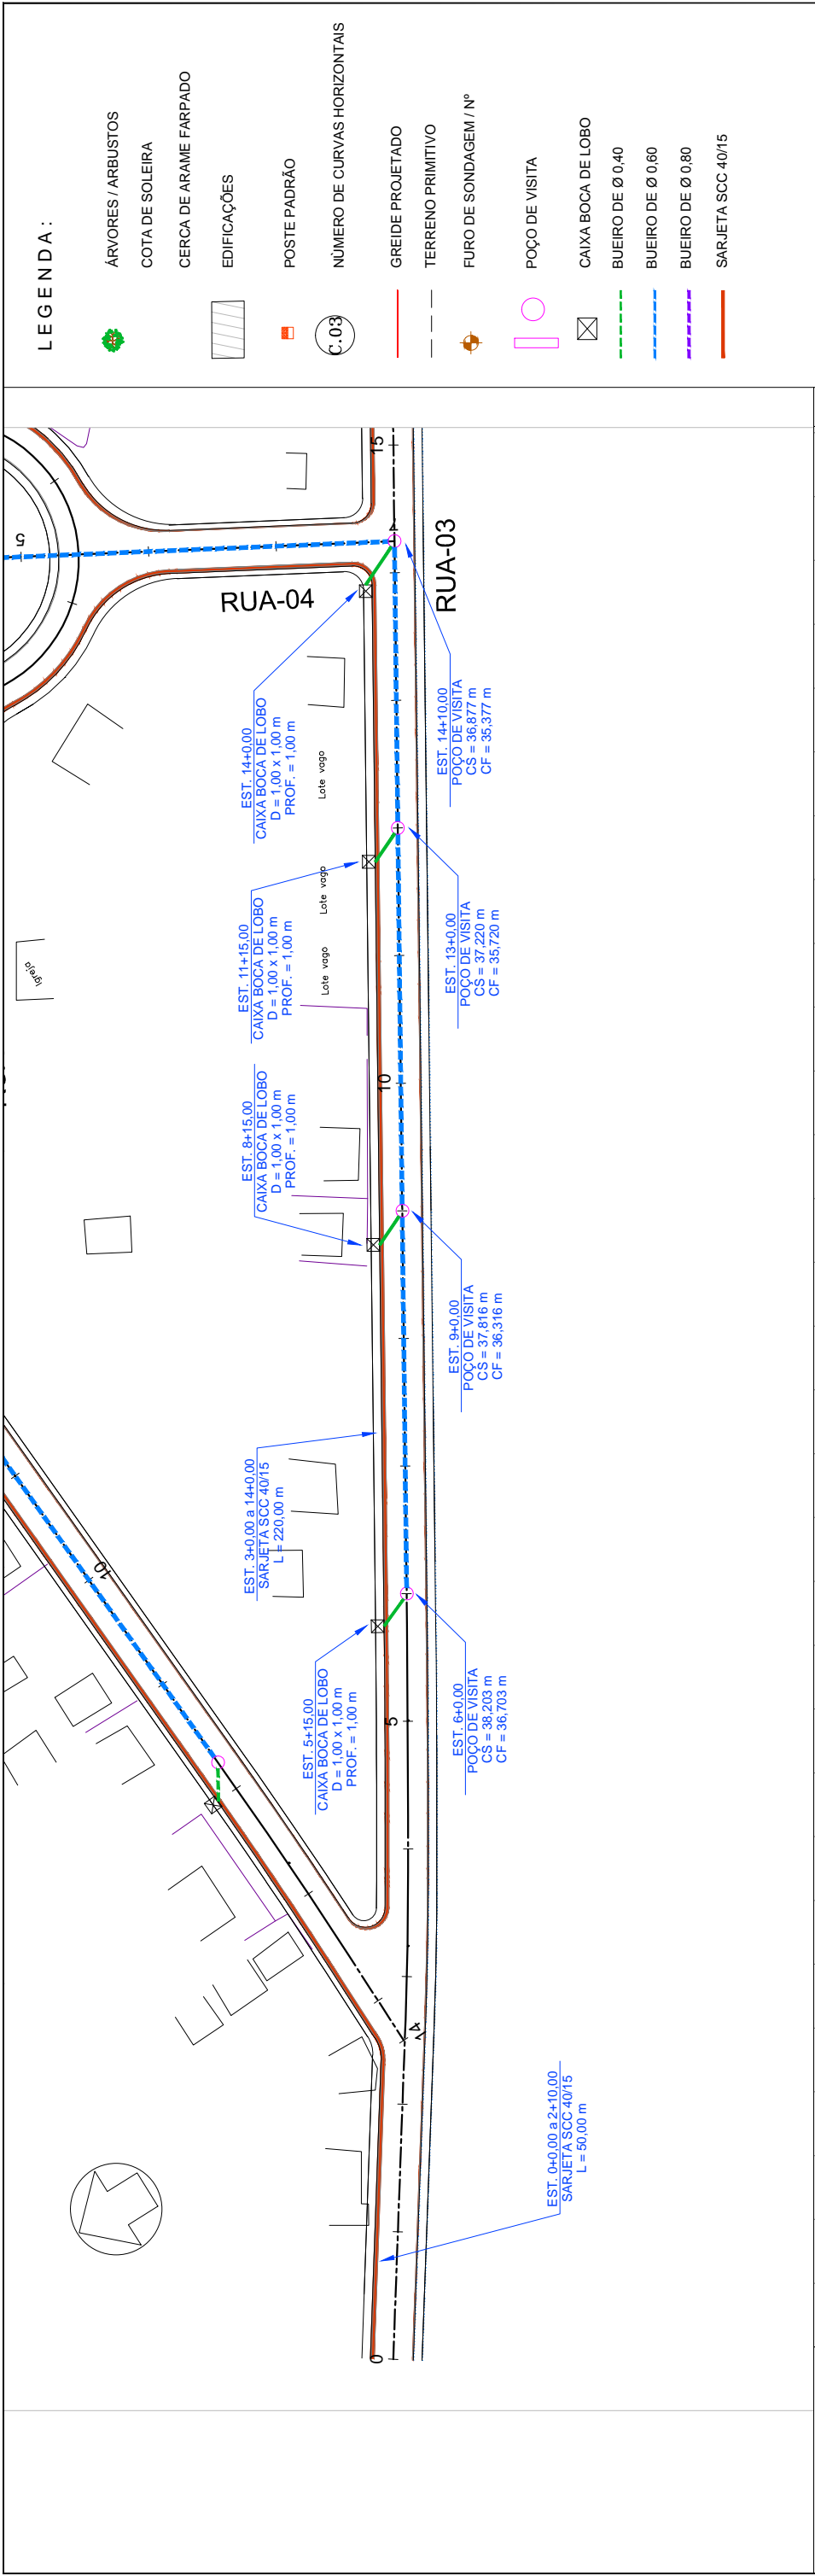 LEGENDA:
ÁRVORES / ARBUSTOS
COTA DE SOLEIRA
CERCA DE ARAME FARPADO
EDIFICAÇÕES
POSTE PADRÃO
C.03
NÚMERO DE CURVAS HORIZONTAIS
GREIDE PROJETADO
TERRENO PRIMITIVO
FURO DE SONDAGEM / Nº
POÇO DE VISITA
CAIXA BOCA DE LOBO
BUEIRO DE Ø 0,40
BUEIRO DE Ø 0,60
BUEIRO DE Ø 0,80
SARJETA SCC 40/15
5
15
7
RUA-04
RUA-03
EST. 14+0,00
CAIXA BOCA DE LOBO
D = 1,00 x 1,00 m
PROF. = 1,00 m
EST. 14+10,00
POÇO DE VISITA
CS = 36,877 m
CF = 35,377 m
Lote vago
Lote vago
Lote vago
Igreja
EST. 11+15,00
CAIXA BOCA DE LOBO
D = 1,00 x 1,00 m
PROF. = 1,00 m
EST. 13+0,00
POÇO DE VISITA
CS = 37,220 m
CF = 35,720 m
10
EST. 8+15,00
CAIXA BOCA DE LOBO
D = 1,00 x 1,00 m
PROF. = 1,00 m
EST. 9+0,00
POÇO DE VISITA
CS = 37,816 m
CF = 36,316 m
EST. 3+0,00 a 14+0,00
SARJETA SCC 40/15
L = 220,00 m
10
EST. 5+15,00
CAIXA BOCA DE LOBO
D = 1,00 x 1,00 m
PROF. = 1,00 m
5
EST. 6+0,00
POÇO DE VISITA
CS = 38,203 m
CF = 36,703 m
14
EST. 0+0,00 a 2+10,00
SARJETA SCC 40/15
L = 50,00 m
0